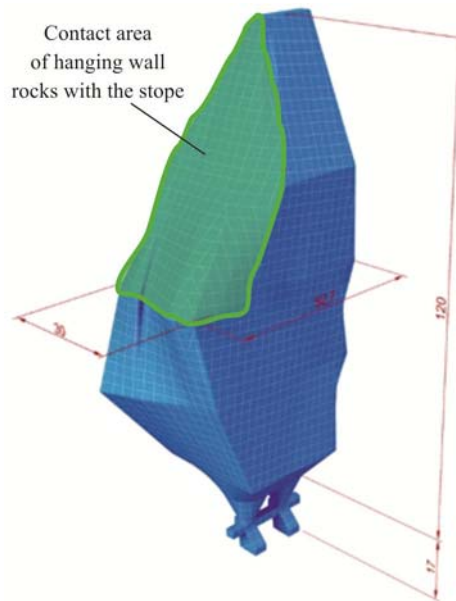 Contact area
of hanging wall
rocks with the stope
120
30
17